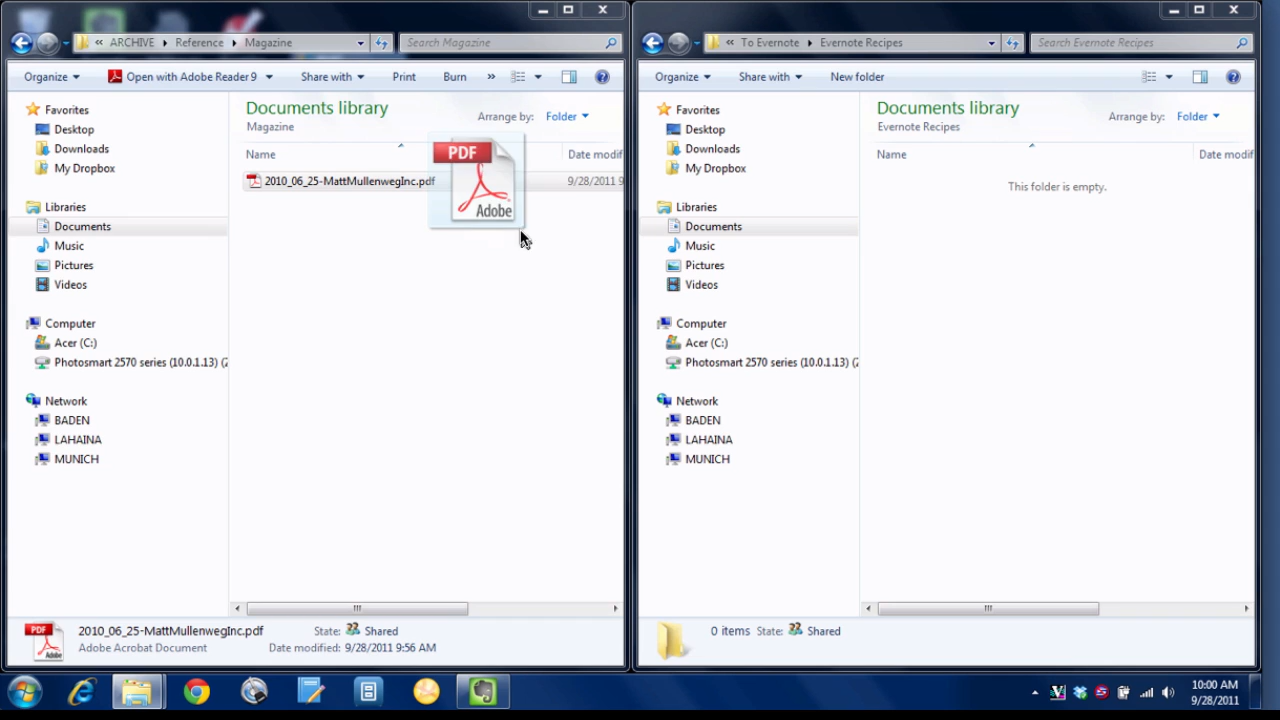 « ARCHIVE Reference Magazine
Search Magazine
Organize Open with Adobe Reader 9 Share with Print Burn »
Favorites
Desktop
Downloads
My Dropbox
Libraries
Documents
Music
Pictures
Videos
Computer
Acer (C:)
Photosmart 2570 series (10.0.1.13) (
Network
BADEN
LAHAINA
MUNICH
Documents library
Magazine
Arrange by: Folder
Name Date modif
2010_06_25-MattMullenwegInc.pdf 9/28/2011 9
PDF
Adobe
PDF
2010_06_25-MattMullenwegInc.pdf State: Shared
Adobe Acrobat Document Date modified: 9/28/2011 9:56 AM
« To Evernote Evernote Recipes
Search Evernote Recipes
Organize Share with New folder
Favorites
Desktop
Downloads
My Dropbox
Libraries
Documents
Music
Pictures
Videos
Computer
Acer (C:)
Photosmart 2570 series (10.0.1.13) (
Network
BADEN
LAHAINA
MUNICH
Documents library
Evernote Recipes
Arrange by: Folder
Name Date modif
This folder is empty.
0 items State: Shared
10:00 AM
9/28/2011